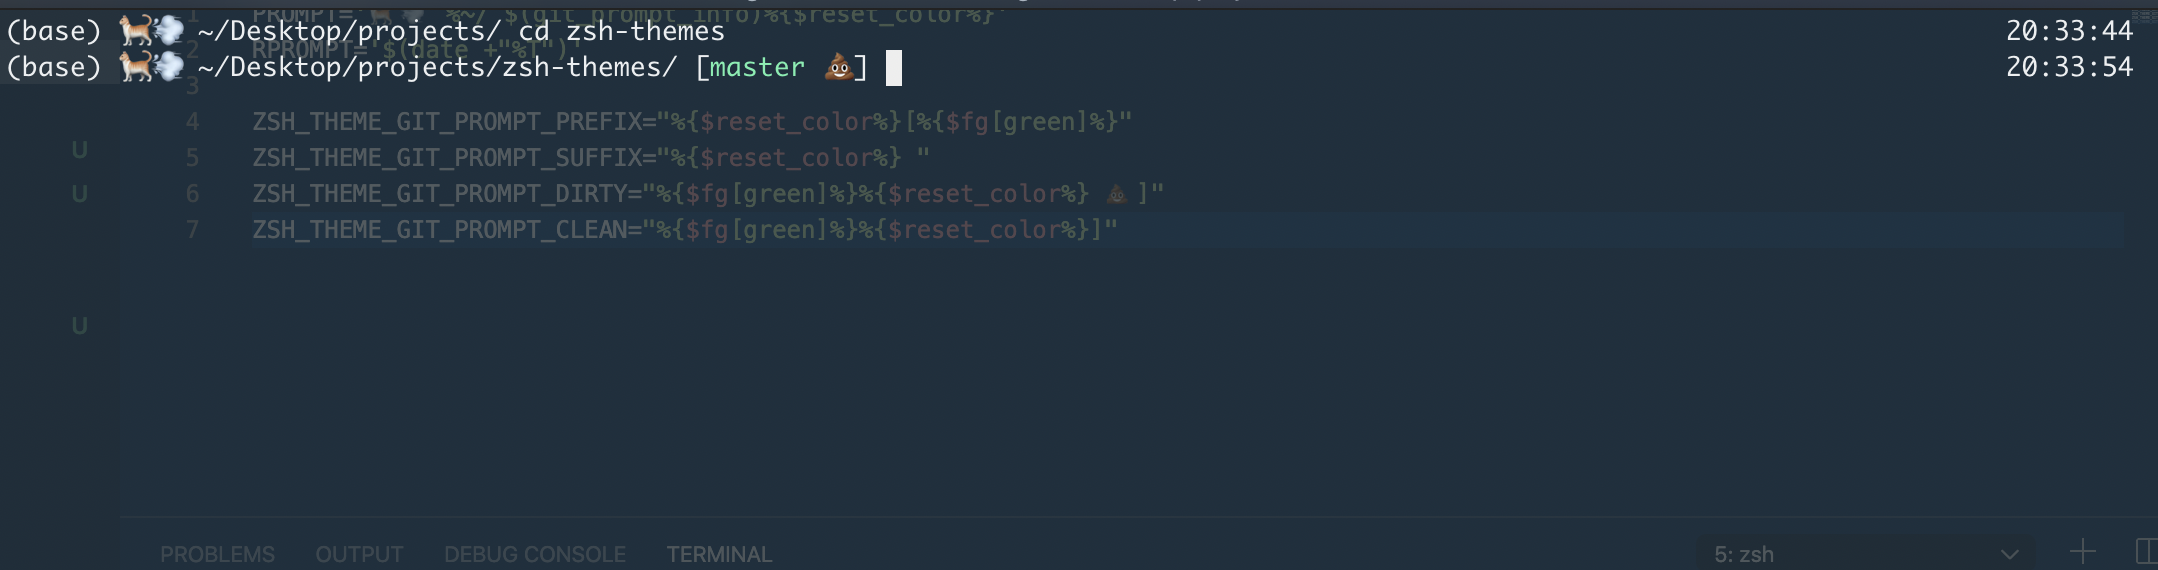 (base) 🐈💨 ~/Desktop/projects/ cd zsh-themes 20:33:44
(base) 🐈💨 ~/Desktop/projects/zsh-themes/ [master 💩] 20:33:54
1 PROMPT='🐈💨 %~/ $(git_prompt_info)%{$reset_color%}'
2 RPROMPT='$(date +"%T")'
3
4 ZSH_THEME_GIT_PROMPT_PREFIX="%{$reset_color%}[%{$fg[green]%}"
U
5 ZSH_THEME_GIT_PROMPT_SUFFIX="%{$reset_color%} "
U 6 ZSH_THEME_GIT_PROMPT_DIRTY="%{$fg[green]%}%{$reset_color%} 💩 ]"
7 ZSH_THEME_GIT_PROMPT_CLEAN="%{$fg[green]%}%{$reset_color%}]"
U
PROBLEMS OUTPUT DEBUG CONSOLE TERMINAL 5: zsh